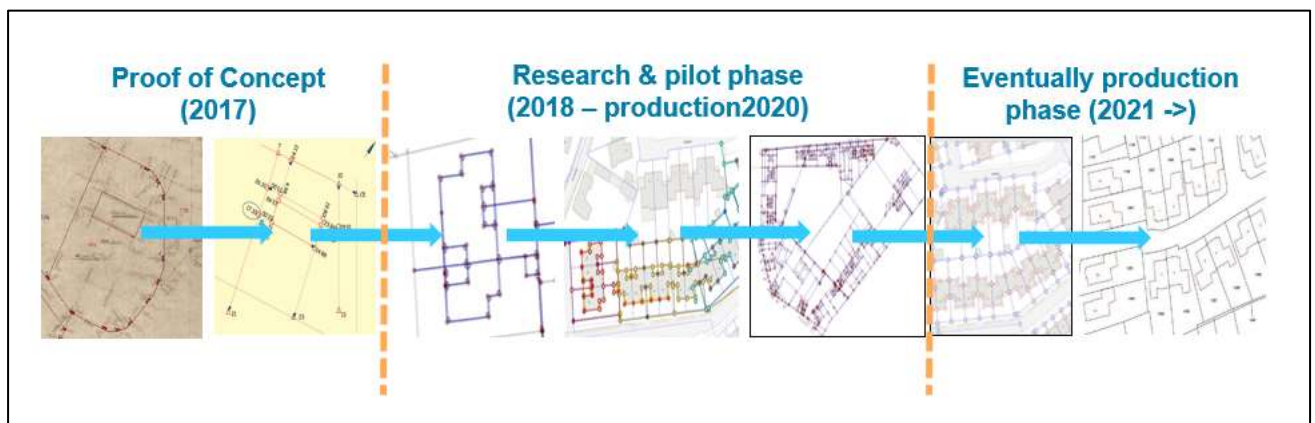 Proof of Concept
(2017)
Research & pilot phase
(2018 – production2020)
Eventually production
phase (2021 ->)